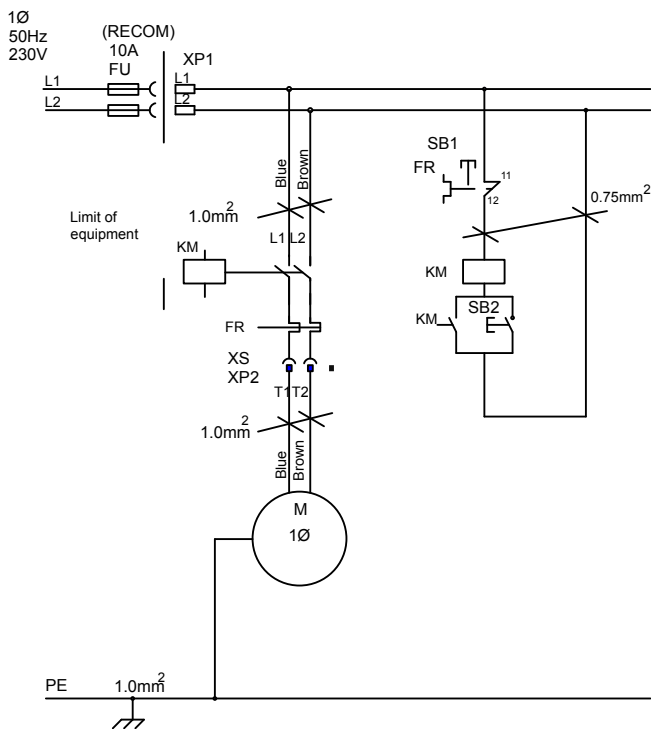 1Ø
50Hz
230V
(RECOM)
10A
FU
XP1
L1
L1
L2
L2
SB1
FR
11
12
0.75mm²
Blue
Brown
1.0mm²
Limit of
equipment
L1 L2
KM
KM
SB2
KM
FR
XS
XP2
T1T2
1.0mm²
Blue
Brown
M
1Ø
PE
1.0mm²